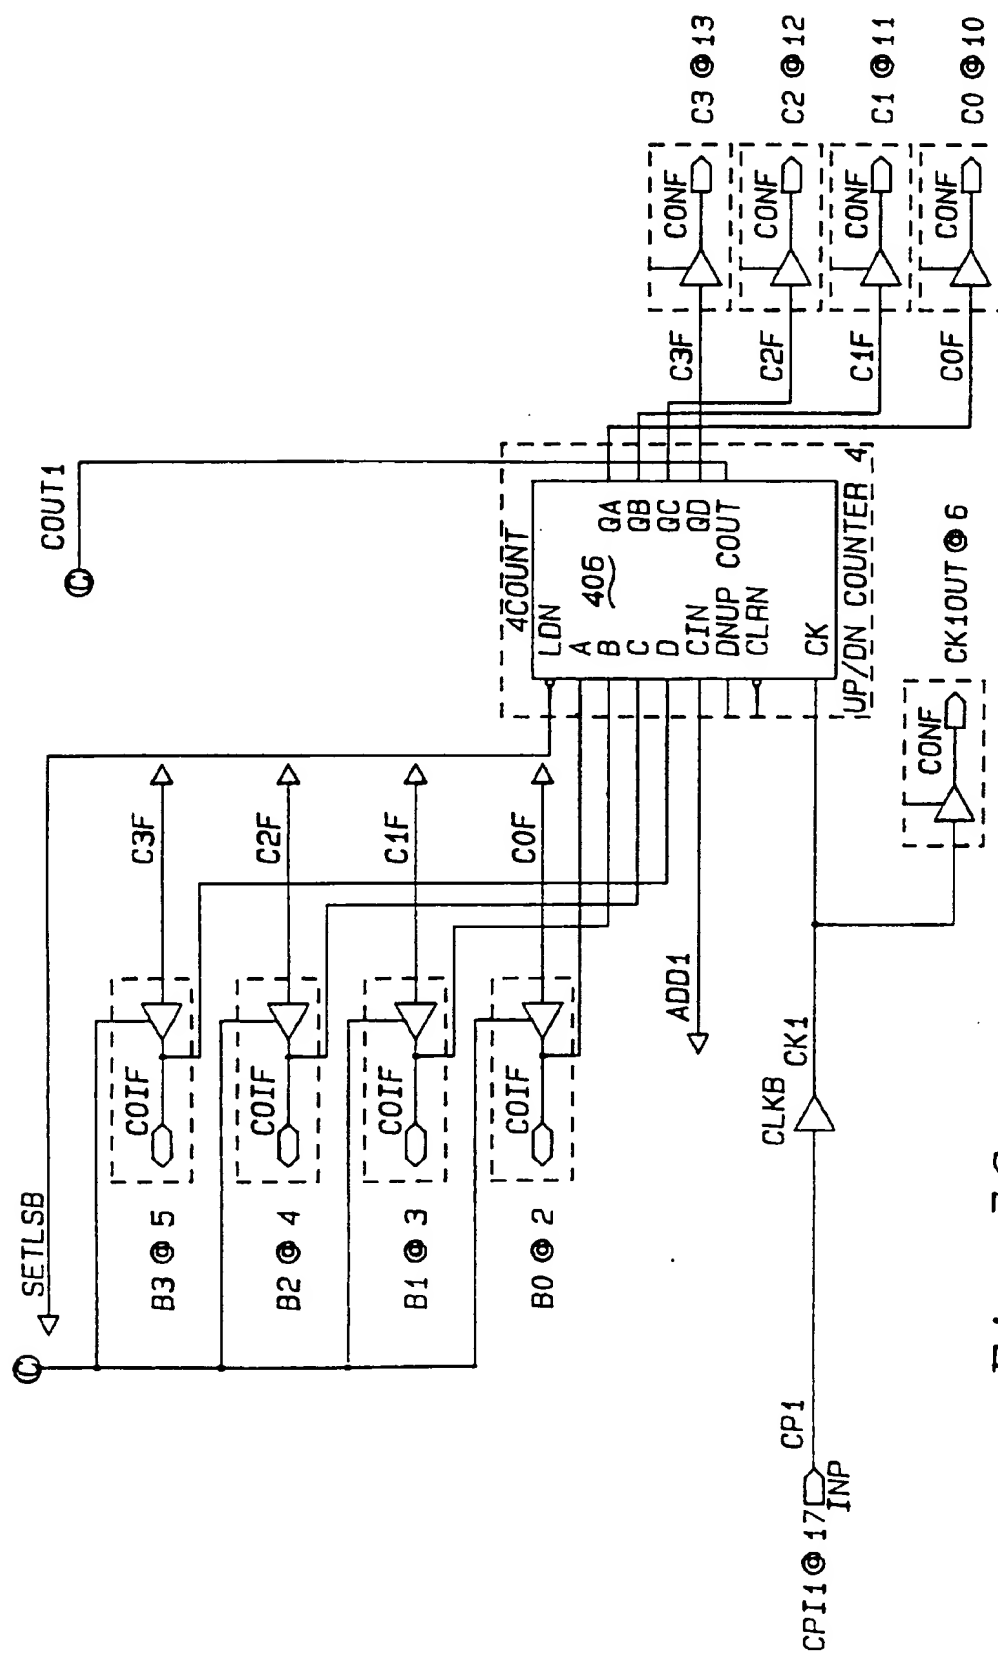 COUT1
C
C
SETLSB
B3 @ 5
COIF
C3F
B2 @ 4
COIF
C2F
B1 @ 3
COIF
C1F
B0 @ 2
COIF
C0F
ADD1
4COUNT
LDN
A
B
C
D
CIN
DNUP
CLRN
CK
406
QA
QB
QC
QD
COUT
UP/DN COUNTER 4
C3F
CONF
C3 @ 13
C2F
CONF
C2 @ 12
C1F
CONF
C1 @ 11
C0F
CONF
C0 @ 10
CPI1 @ 17
INP
CP1
CLKB
CK1
CONF
CK1OUT @ 6